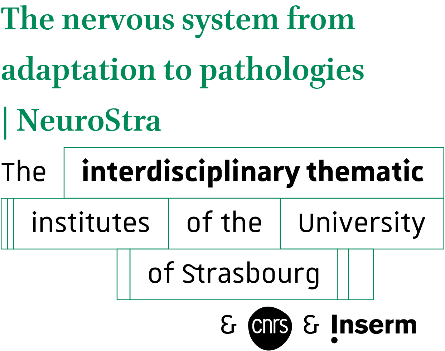 The nervous system from
adaptation to pathologies
| NeuroStra
The interdisciplinary thematic
institutes of the University
of Strasbourg
& cnrs & Inserm